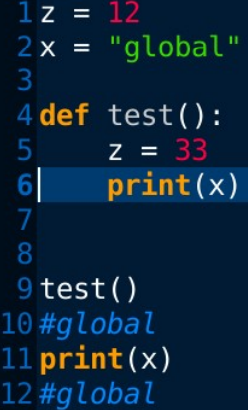 1 z = 12
2 x = "global"
3
4 def test():
5     z = 33
6     print(x)
7
8
9 test()
10 #global
11 print(x)
12 #global